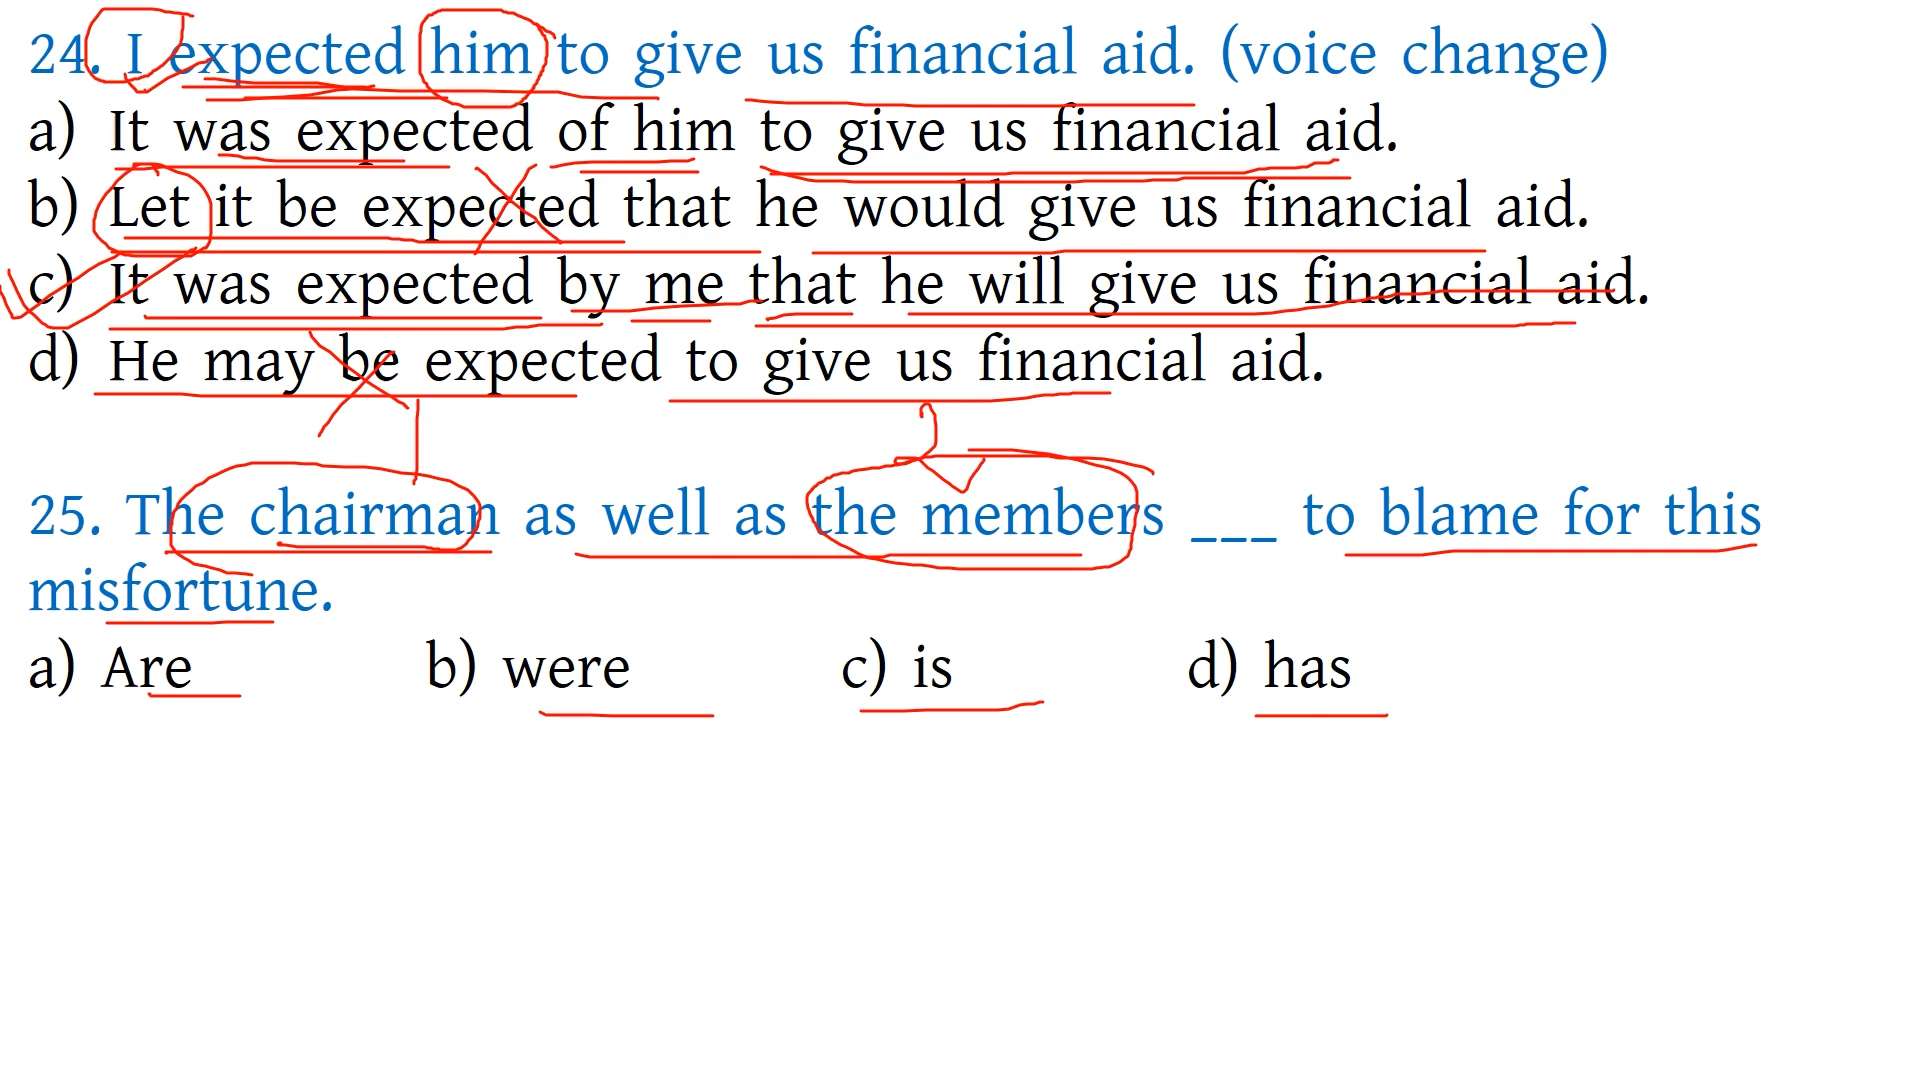 24. I expected him to give us financial aid. (voice change)
a) It was expected of him to give us financial aid.
b) Let it be expected that he would give us financial aid.
c) It was expected by me that he will give us financial aid.
d) He may be expected to give us financial aid.
25. The chairman as well as the members ___ to blame for this
misfortune.
a) Are b) were c) is d) has